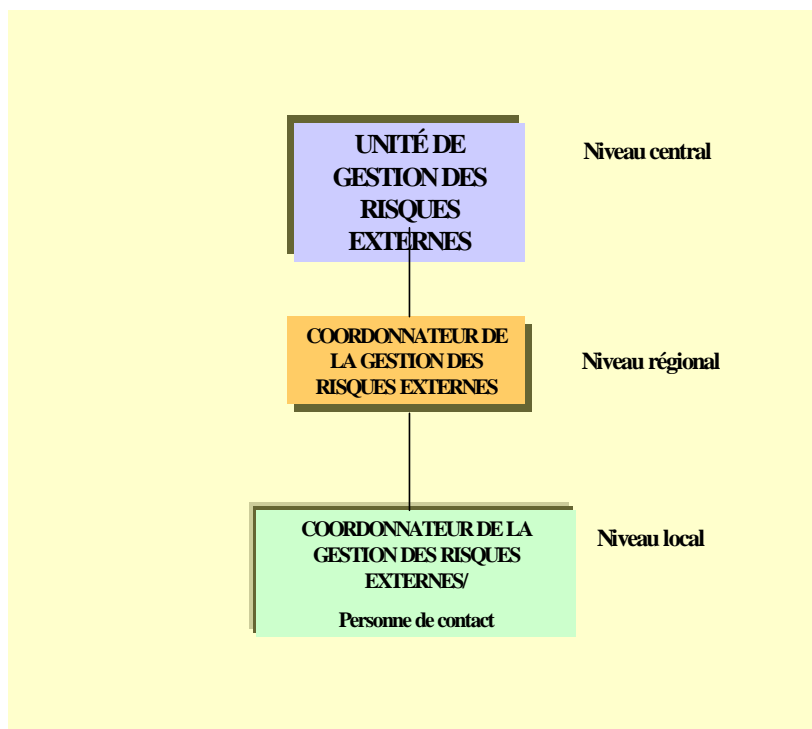 UNITÉ DE
GESTION DES
RISQUES
EXTERNES
Niveau central
COORDONNATEUR DE
LA GESTION DES
RISQUES EXTERNES
Niveau régional
COORDONNATEUR DE LA
GESTION DES RISQUES
EXTERNES/
Personne de contact
Niveau local